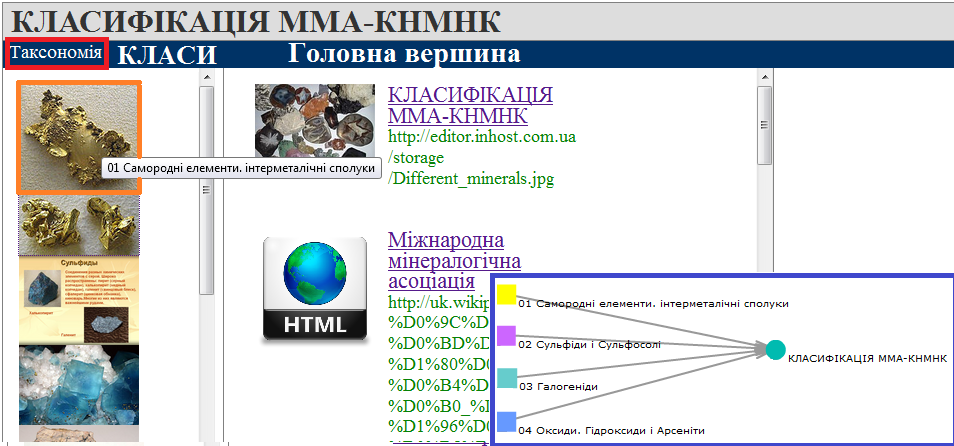 КЛАСИФІКАЦІЯ ММА-КНМНК
Таксономія КЛАСИ Головна вершина
01 Самородні елементи. інтерметалічні сполуки
Сульфиды
КЛАСИФІКАЦІЯ
ММА-КНМНК
http://editor.inhost.com.ua
/storage
/Different_minerals.jpg
HTML
Міжнародна
мінералогічна
асоціація
http://uk.wikip
%D0%9C%D
%D0%BD%D
%D1%80%D0
%D0%B4%D
%D0%B0_%
%D1%96%D0
01 Самородні елементи. інтерметалічні сполуки
02 Сульфіди і Сульфосолі
03 Галогеніди
04 Оксиди. Гідроксиди і Арсеніти
КЛАСИФІКАЦІЯ ММА-КНМНК